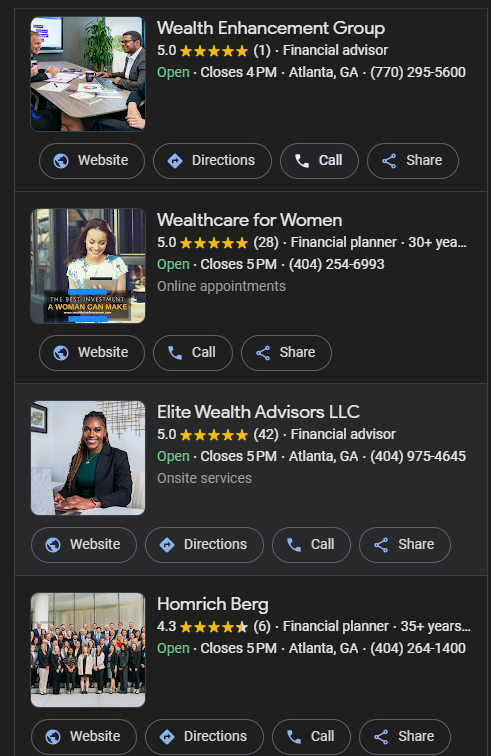 Wealth Enhancement Group
5.0 ★★★★★ (1) · Financial advisor
Open · Closes 4 PM · Atlanta, GA · (770) 295-5600
Website
Directions
Call
Share
Wealthcare for Women
5.0 ★★★★★ (28) · Financial planner · 30+ yea...
Open · Closes 5 PM · (404) 254-6993
Online appointments
THE BEST INVESTMENT
A WOMAN CAN MAKE
Website
Call
Share
Elite Wealth Advisors LLC
5.0 ★★★★★ (42) · Financial advisor
Open · Closes 5 PM · Atlanta, GA · (404) 975-4645
Onsite services
Website
Directions
Call
Share
Homrich Berg
4.3 (6) · Financial planner · 35+ years...
Open · Closes 5 PM · Atlanta, GA · (404) 264-1400
Website
Directions
Call
Share